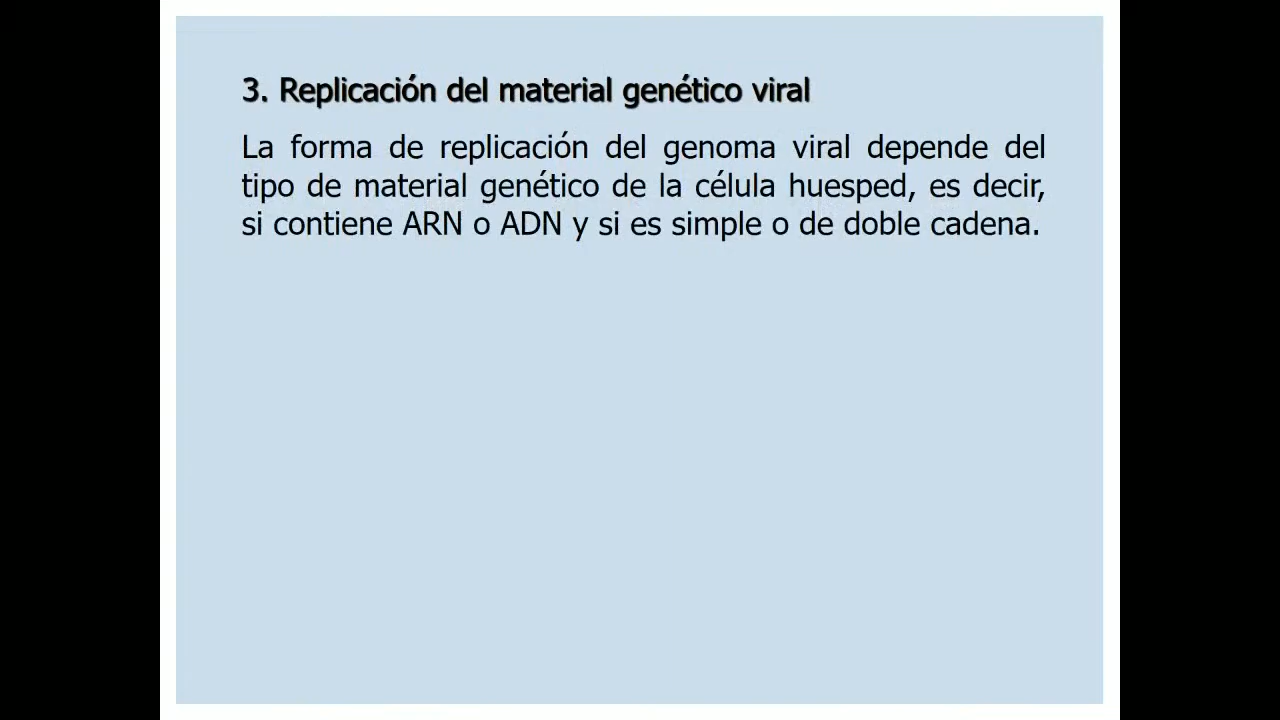 3. Replicación del material genético viral
La forma de replicación del genoma viral depende del
tipo de material genético de la célula huesped, es decir,
si contiene ARN o ADN y si es simple o de doble cadena.